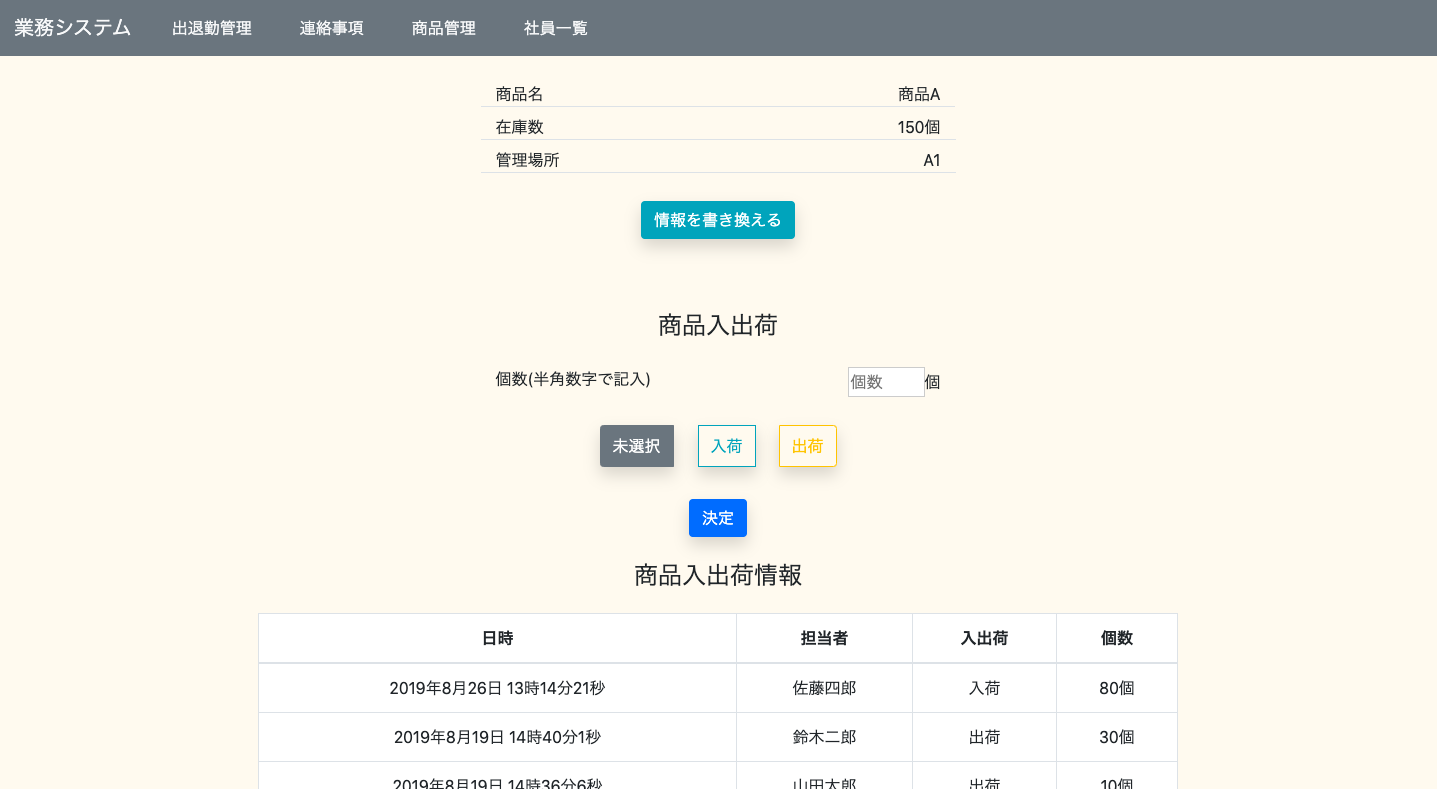 業務システム 出退勤管理 連絡事項 商品管理 社員一覧
商品名 商品A
在庫数 150個
管理場所 A1
情報を書き換える
商品入出荷
個数(半角数字で記入) 個数 個
未選択 入荷 出荷
決定
商品入出荷情報
日時 担当者 入出荷 個数
2019年8月26日 13時14分21秒 佐藤四郎 入荷 80個
2019年8月19日 14時40分1秒 鈴木二郎 出荷 30個
2019年8月19日 14時36分6秒 山田太郎 出荷 10個